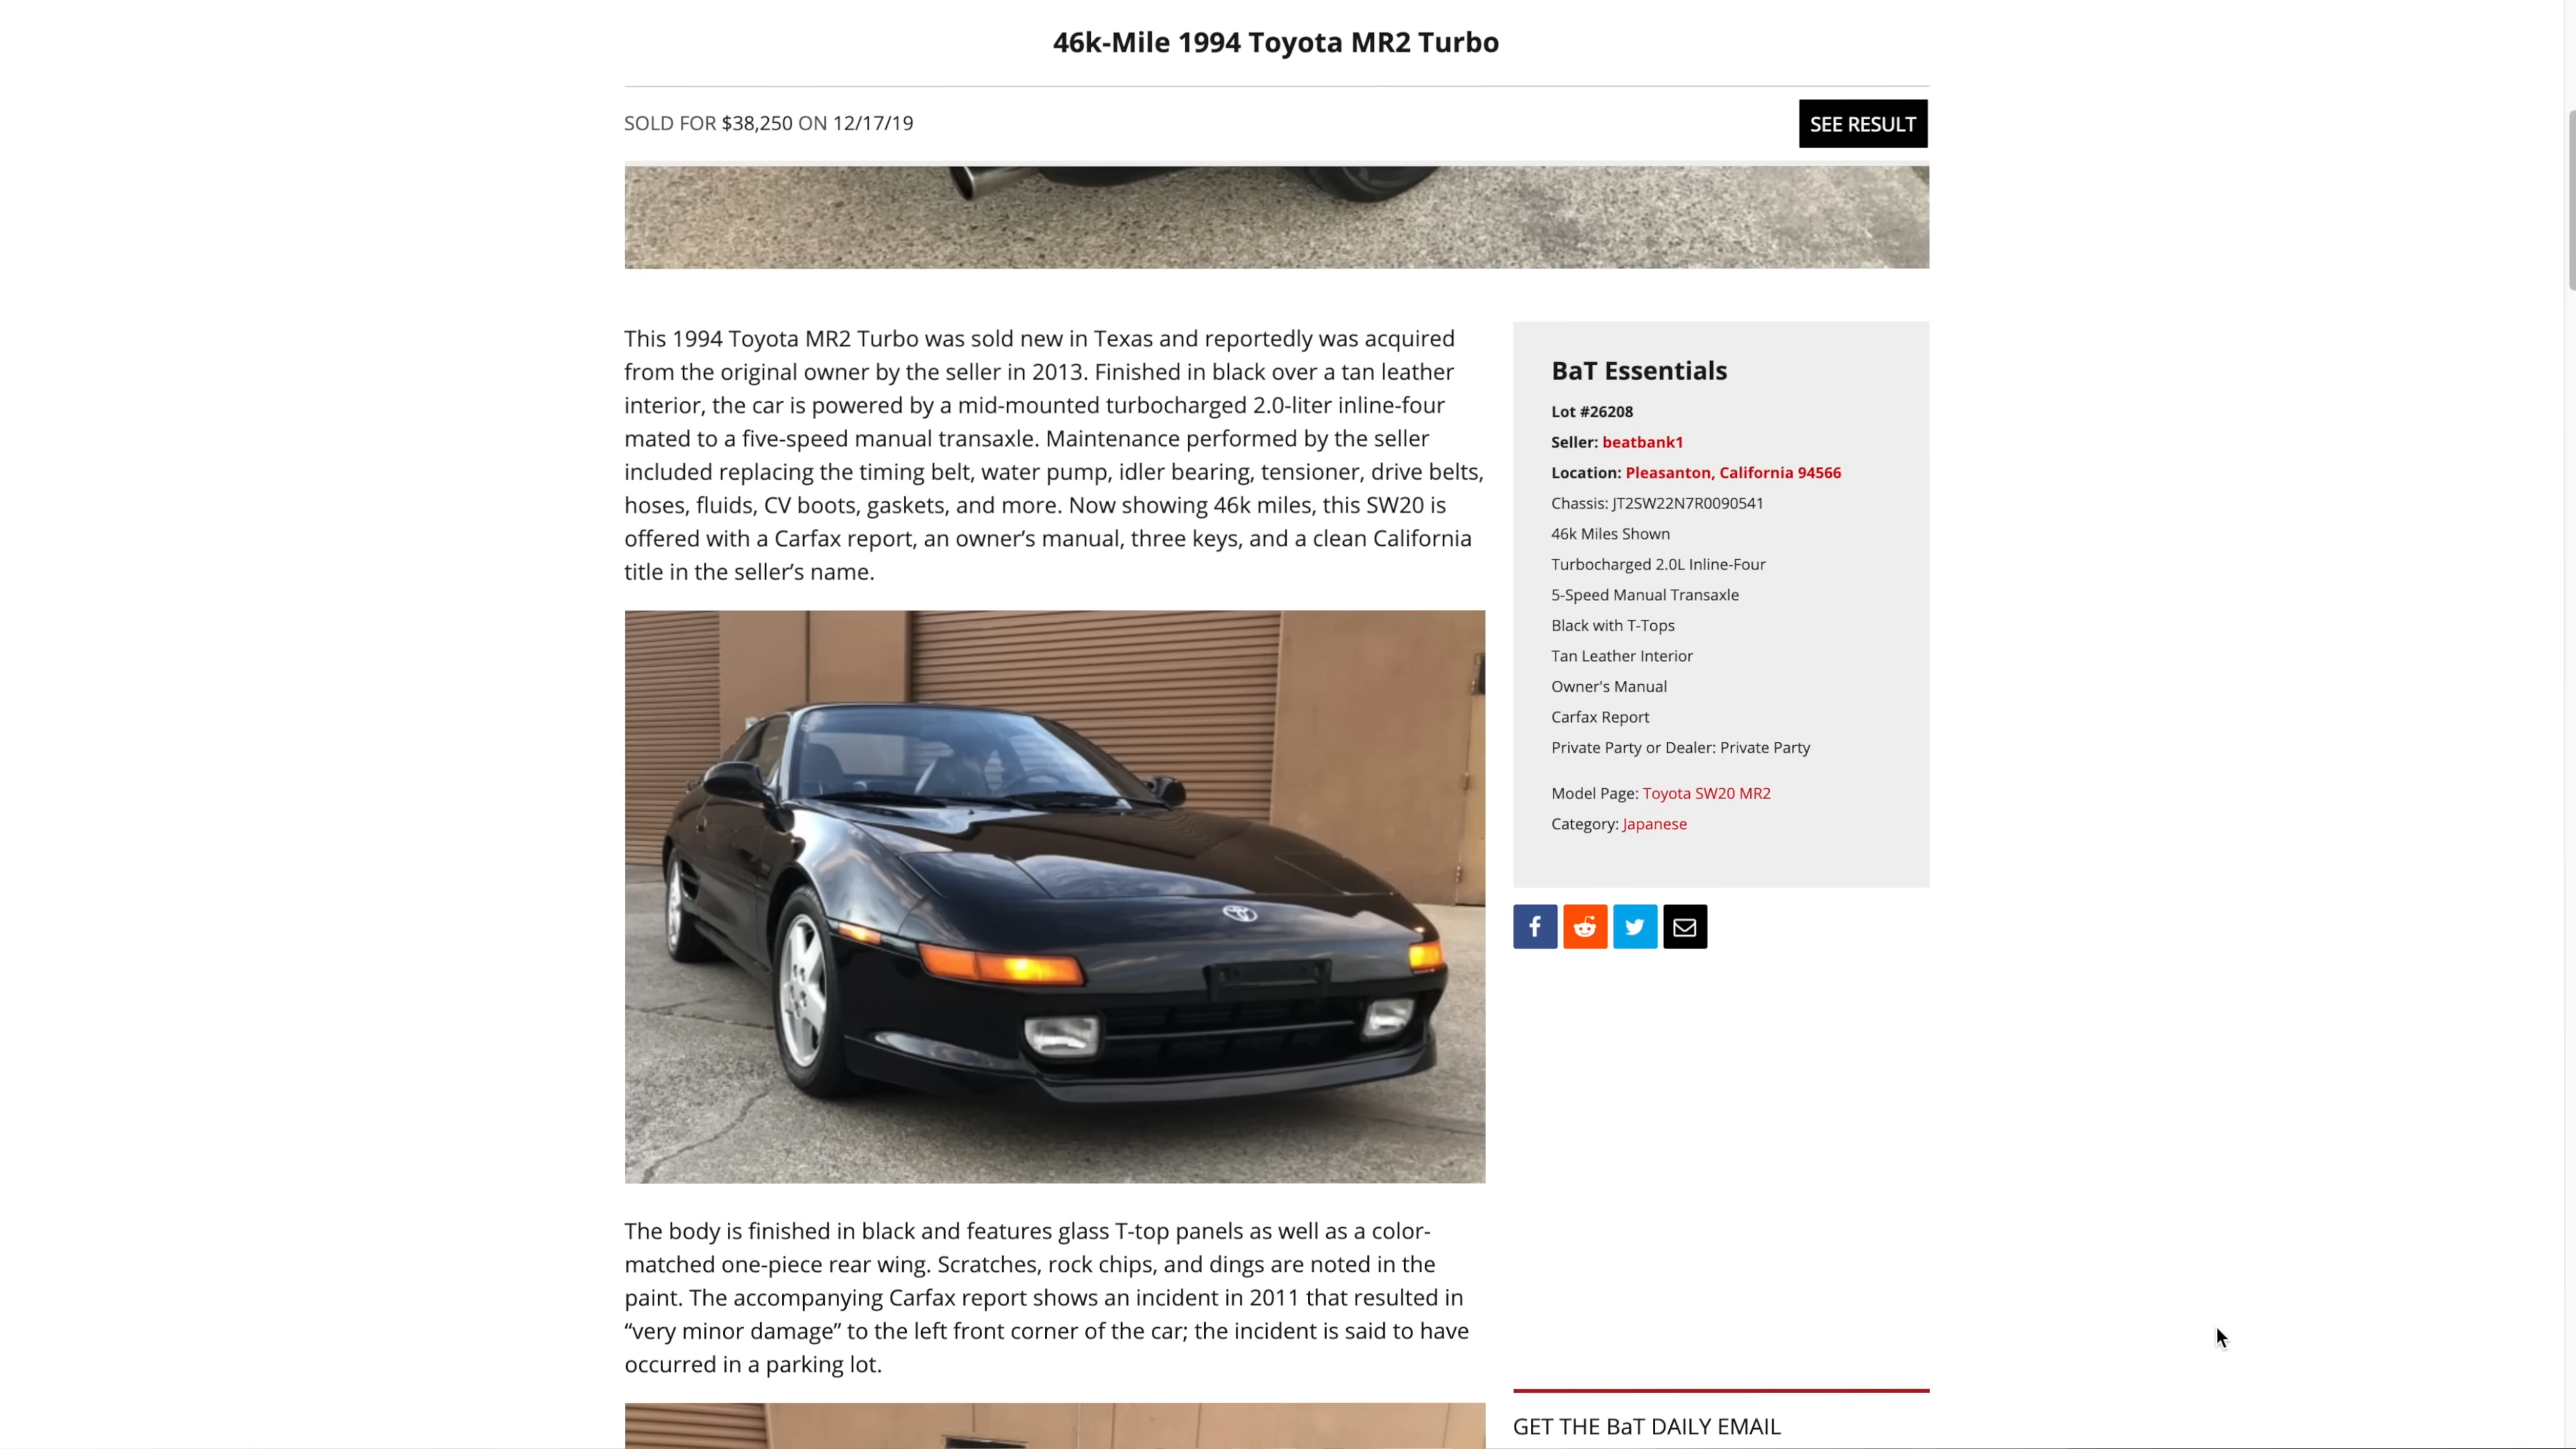 46k-Mile 1994 Toyota MR2 Turbo
SOLD FOR $38,250 ON 12/17/19
SEE RESULT
This 1994 Toyota MR2 Turbo was sold new in Texas and reportedly was acquired
from the original owner by the seller in 2013. Finished in black over a tan leather
interior, the car is powered by a mid-mounted turbocharged 2.0-liter inline-four
mated to a five-speed manual transaxle. Maintenance performed by the seller
included replacing the timing belt, water pump, idler bearing, tensioner, drive belts,
hoses, fluids, CV boots, gaskets, and more. Now showing 46k miles, this SW20 is
offered with a Carfax report, an owner’s manual, three keys, and a clean California
title in the seller’s name.
BaT Essentials
Lot #26208
Seller: beatbank1
Location: Pleasanton, California 94566
Chassis: JT2SW22N7R0090541
46k Miles Shown
Turbocharged 2.0L Inline-Four
5-Speed Manual Transaxle
Black with T-Tops
Tan Leather Interior
Owner's Manual
Carfax Report
Private Party or Dealer: Private Party
Model Page: Toyota SW20 MR2
Category: Japanese
The body is finished in black and features glass T-top panels as well as a color-
matched one-piece rear wing. Scratches, rock chips, and dings are noted in the
paint. The accompanying Carfax report shows an incident in 2011 that resulted in
“very minor damage” to the left front corner of the car; the incident is said to have
occurred in a parking lot.
GET THE BaT DAILY EMAIL